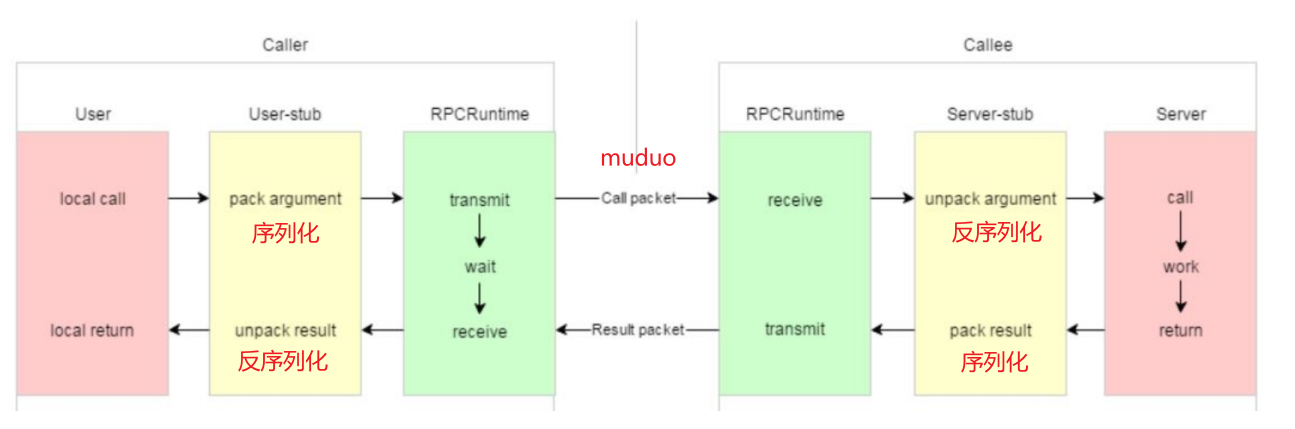 Caller
Callee
User
User-stub
RPCRuntime
RPCRuntime
Server-stub
Server
muduo
local call
pack argument
transmit
Call packet
receive
unpack argument
call
序列化
反序列化
wait
work
local return
unpack result
receive
Result packet
transmit
pack result
return
反序列化
序列化